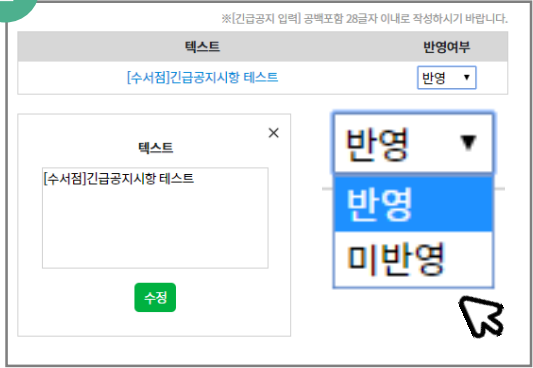 ※[긴급공지 입력] 공백포함 28글자 이내로 작성하시기 바랍니다.
텍스트 반영여부
[수서점]긴급공지시항 테스트 반영 ▼
텍스트 ×
[수서점]긴급공지시항 테스트
수정
반영 ▼
반영
미반영